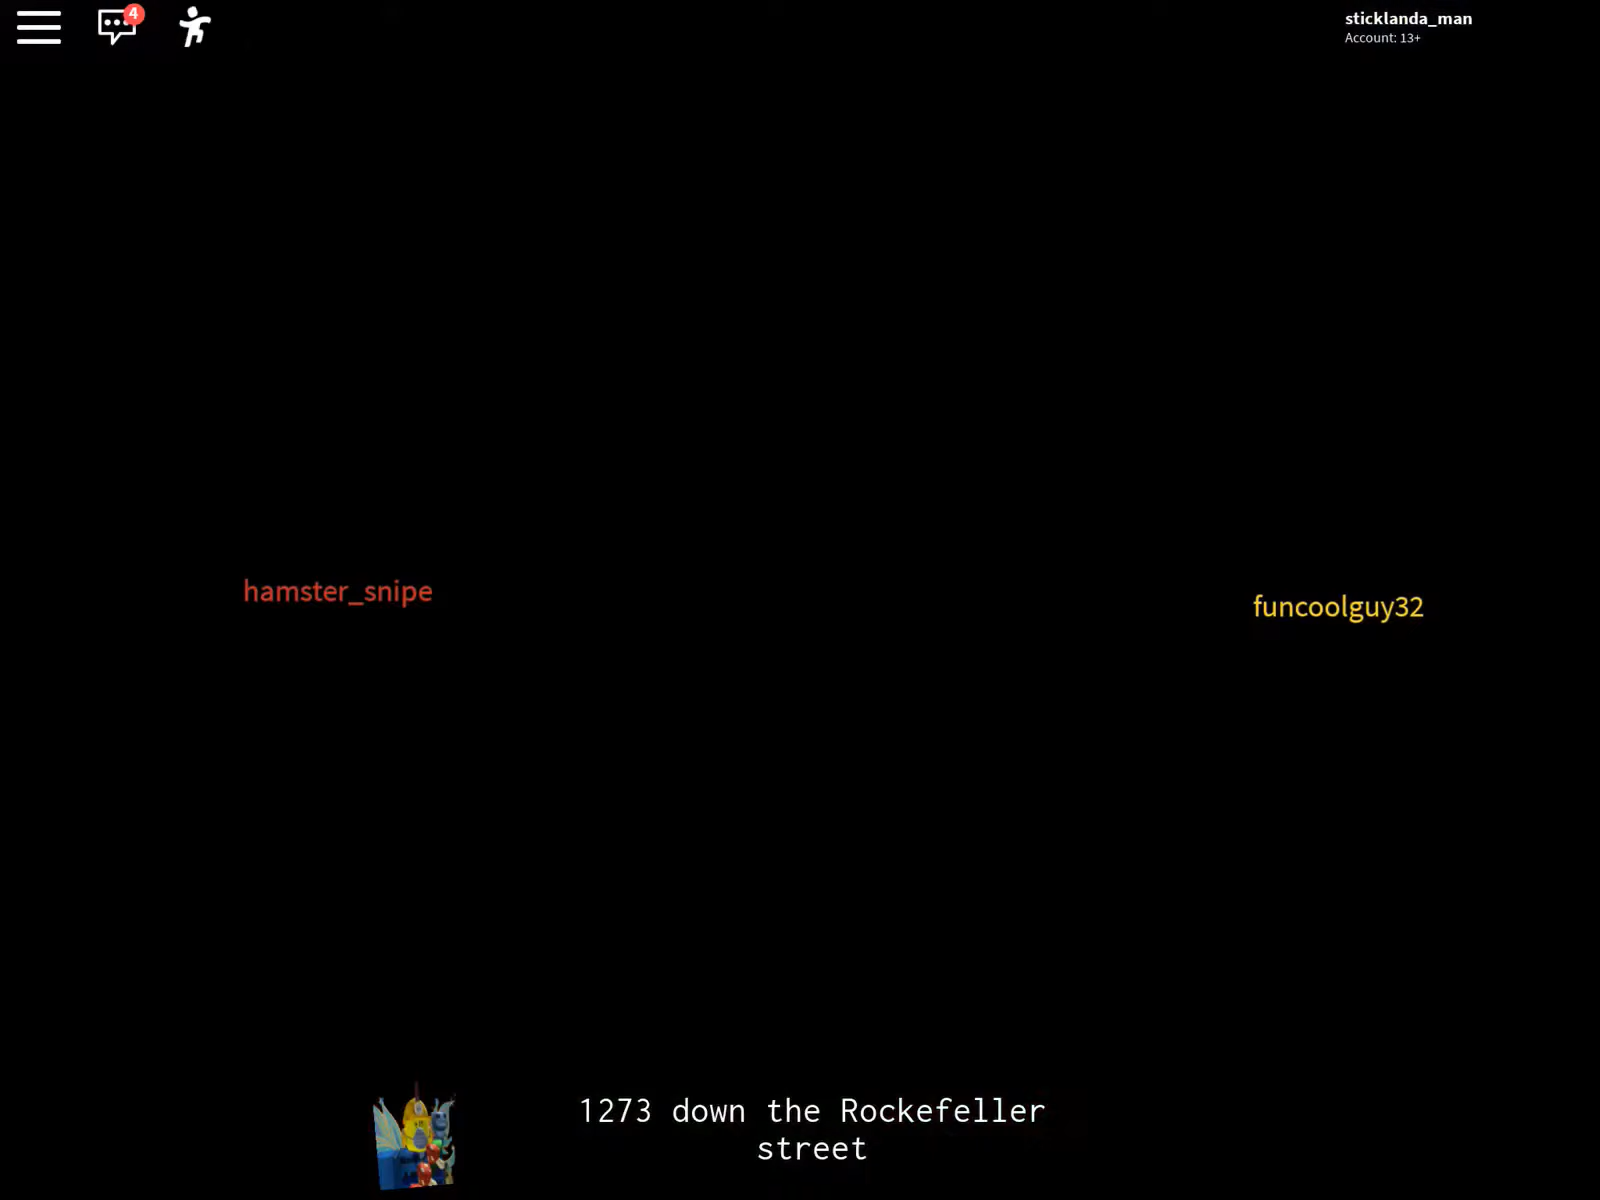 4
sticklanda_man
Account: 13+
hamster_snipe
funcoolguy32
1273 down the Rockefeller
street